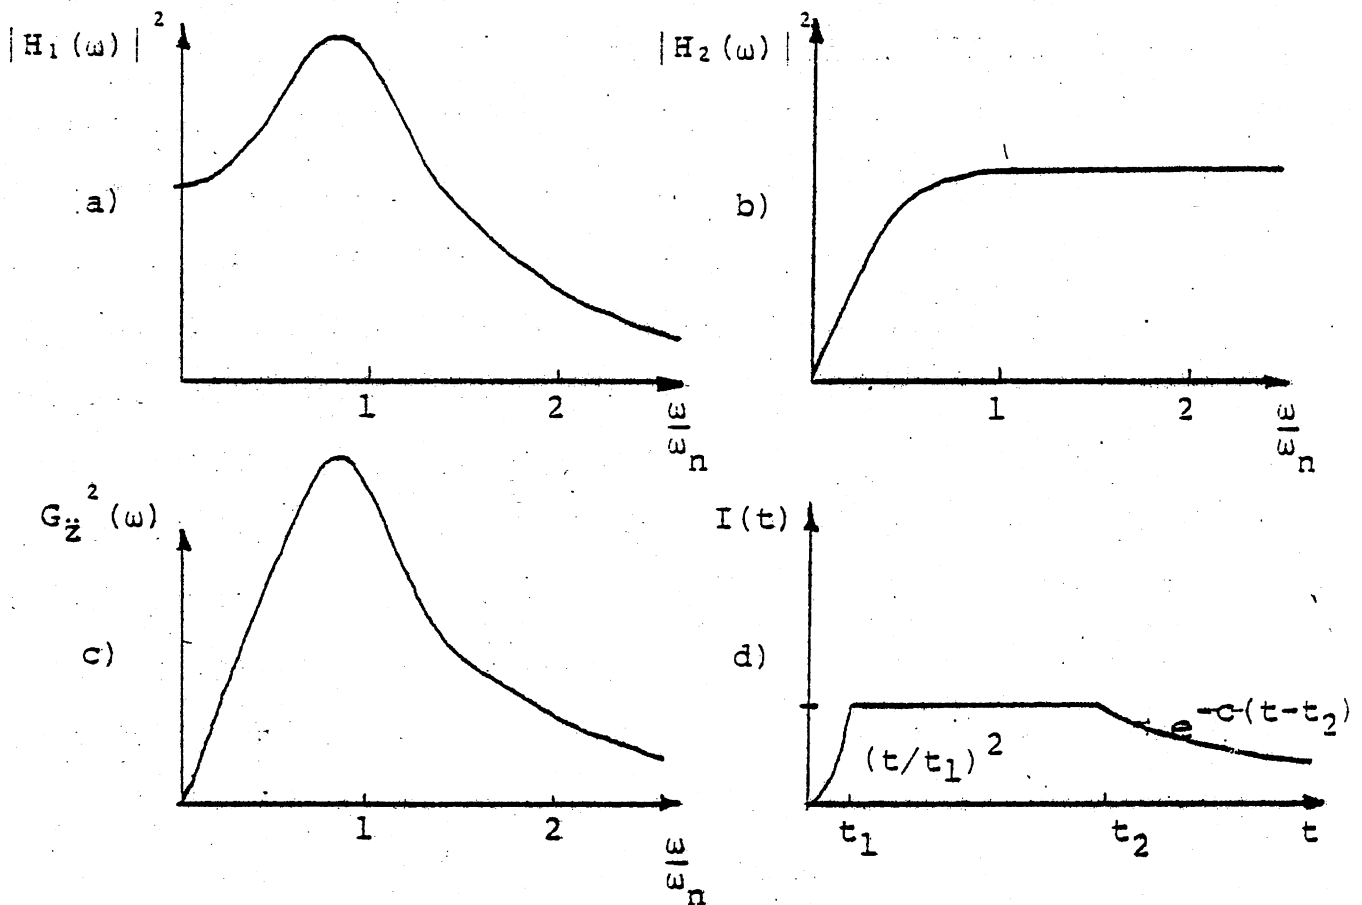 |H₁(ω)|²
a)
1
2
ω/ωn
|H₂(ω)|²
b)
1
2
ω/ωn
G_z̈²(ω)
c)
1
2
ω/ωn
I(t)
d)
(t/t₁)²
e^-c(t-t₂)
t₁
t₂
t